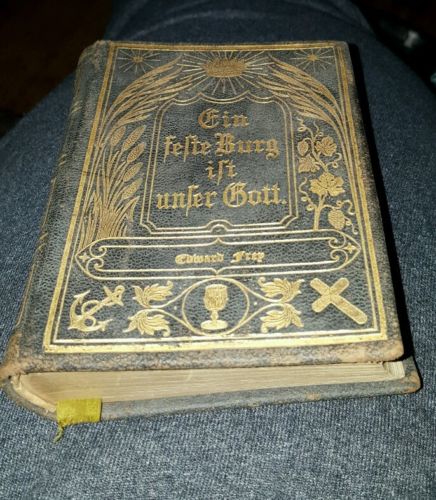 Ein
feſte Burg
iſt
unſer Gott.
Edward Frey